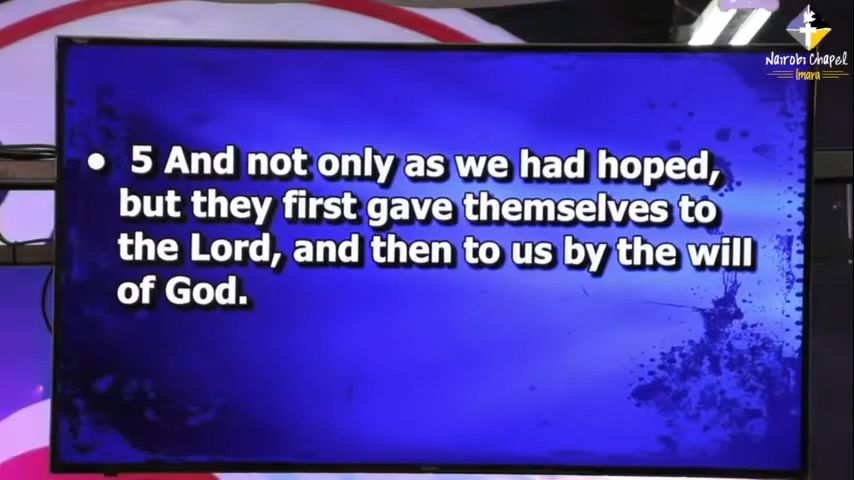 Nairobi Chapel
Imara
• 5 And not only as we had hoped,
but they first gave themselves to
the Lord, and then to us by the will
of God.